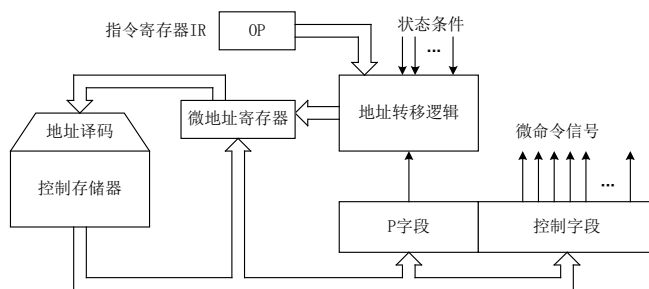 指令寄存器IR
OP
状态条件
...
地址译码
微地址寄存器
地址转移逻辑
微命令信号
...
控制存储器
P字段
控制字段